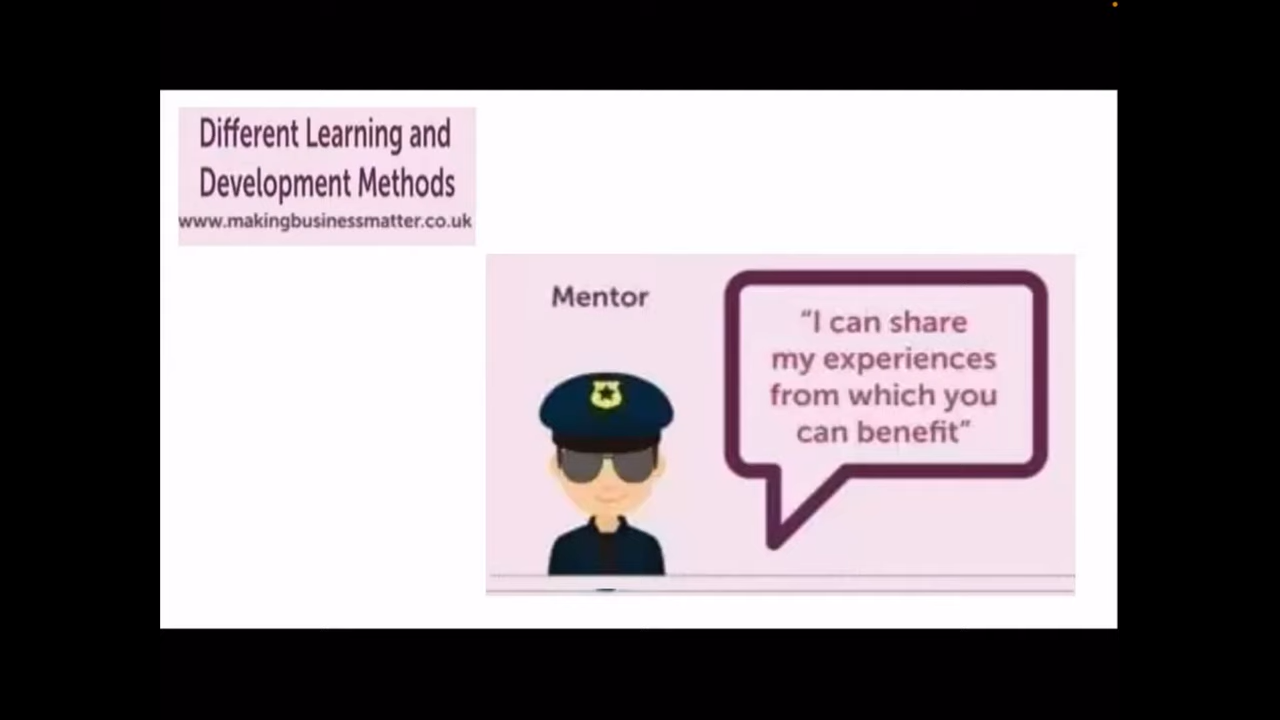 Different Learning and
Development Methods
www.makingbusinessmatter.co.uk
Mentor
“I can share
my experiences
from which you
can benefit”